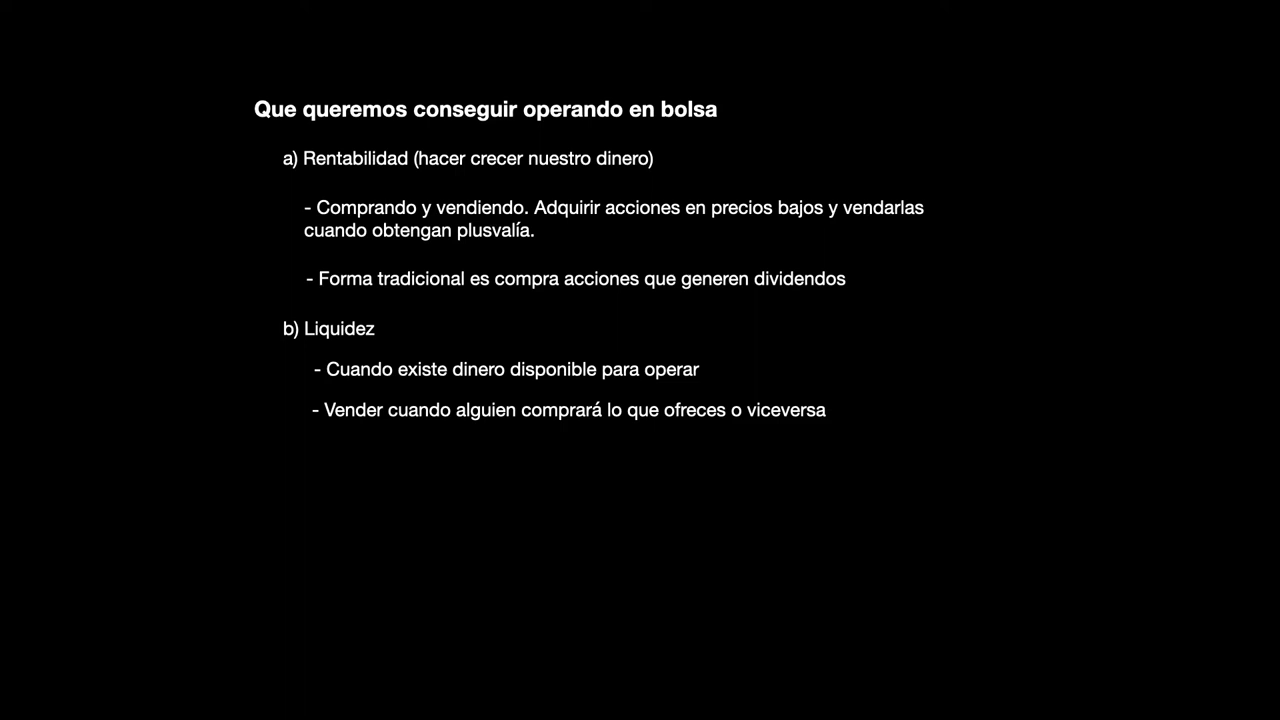 Que queremos conseguir operando en bolsa
a) Rentabilidad (hacer crecer nuestro dinero)
- Comprando y vendiendo. Adquirir acciones en precios bajos y vendarlas
cuando obtengan plusvalía.
- Forma tradicional es compra acciones que generen dividendos
b) Liquidez
- Cuando existe dinero disponible para operar
- Vender cuando alguien comprará lo que ofreces o viceversa